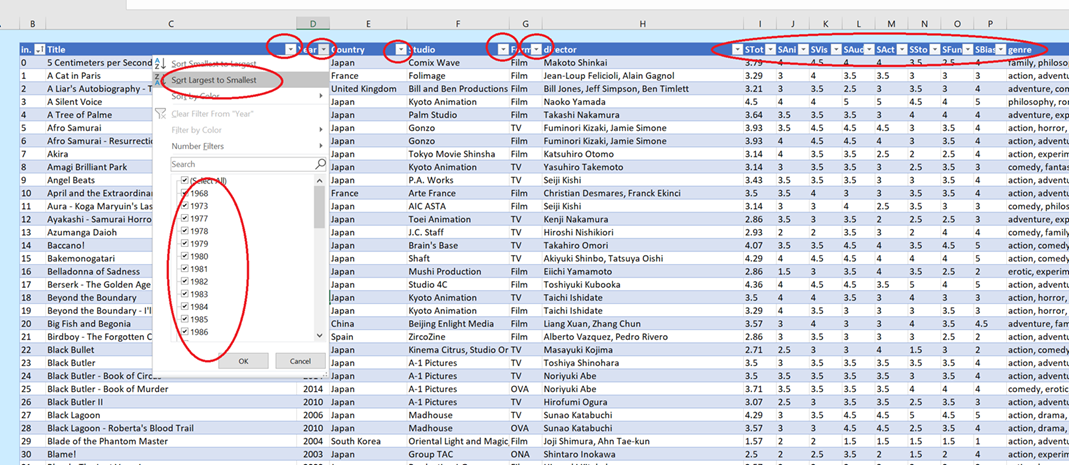 B C D E F G H I J K L M N O P
In. Title Year Country Studio Form director STot SAni SVis SAuc SAct SSto SFun SBias genre
0 5 Centimeters per Second Japan Comix Wave Film Makoto Shinkai 3.79 4 4.5 4 4 3.5 2.5 4 family, philoso
1 A Cat in Paris France Folimage Film Jean-Loup Felicioli, Alain Gagnol 3.29 3 4 3.5 3.5 3 3 3 action, adventu
2 A Liar's Autobiography - T United Kingdom Bill and Ben Productions Film Bill Jones, Jeff Simpson, Ben Timlett 3.21 3 3 2.5 3.5 3 3.5 4 adventure, com
3 A Silent Voice Japan Kyoto Animation Film Naoko Yamada 4.5 4 4 5 5 4.5 4 5 philosophy, ror
4 A Tree of Palme Japan Palm Studio Film Takashi Nakamura 3.64 3.5 3.5 3.5 3 4 4 4 adventure, exp
5 Afro Samurai Japan Gonzo TV Fuminori Kizaki, Jamie Simone 3.93 3.5 4.5 4.5 4.5 3 3.5 4 action, horror,
6 Afro Samurai - Resurrectio Japan Gonzo Film Fuminori Kizaki, Jamie Simone 3.93 4 4.5 4.5 4 3 3.5 4 action, adventu
7 Akira Japan Tokyo Movie Shinsha Film Katsuhiro Otomo 3.14 4 3.5 3.5 2.5 2 2.5 4 action, experim
8 Amagi Brilliant Park Japan Kyoto Animation TV Yasuhiro Takemoto 3.14 3 3.5 3 3.5 3 2 4 comedy, fantas
9 Angel Beats Japan P.A. Works TV Seiji Kishi 3.43 3.5 3.5 3 3.5 3 3.5 4 action, adventu
10 April and the Extraordinar France Arte France Film Christian Desmares, Franck Ekinci 3.5 3.5 4 3 3.5 3 3.5 4 action, adventu
11 Aura - Koga Maryuin's Las Japan AIC ASTA Film Seiji Kishi 3.14 3 3 4 2.5 3 3 3.5 comedy, philos
12 Ayakashi - Samurai Horro Japan Toei Animation TV Kenji Nakamura 2.86 3.5 3 3.5 2 2.5 2.5 3 adventure, exp
13 Azumanga Daioh Japan J.C. Staff TV Hiroshi Nishikiori 2.93 2 2 3 3.5 2.5 3.5 4 comedy, family
14 Baccano! Japan Brain's Base TV Takahiro Omori 4.07 3.5 3.5 4.5 4 3.5 4.5 5 action, comedy
15 Bakemonogatari Japan Shaft TV Akiyuki Shinbo, Tatsuya Oishi 4.29 4 4.5 4.5 4.5 4 4 4.5 action, comedy
16 Belladonna of Sadness Japan Mushi Production Film Eiichi Yamamoto 2.86 1.5 3 3.5 4 3.5 2.5 2 erotic, experim
17 Berserk - The Golden Age Japan Studio 4C Film Toshiyuki Kubooka 4.36 4 4.5 4.5 3.5 5 4 5 action, adventu
18 Beyond the Boundary Japan Kyoto Animation TV Taichi Ishidate 3.5 4 4 3.5 4 3 3 3 action, horror,
19 Beyond the Boundary - I'l Japan Kyoto Animation Film Taichi Ishidate 3.29 4 4 3 3.5 2.5 3 3 action, horror,
20 Big Fish and Begonia China Beijing Enlight Media Film Liang Xuan, Zhang Chun 3.57 3 4 3 4 3 3.5 4.5 adventure, fam
21 Birdboy - The Forgotten C Spain ZircoZine Film Alberto Vazquez, Pedro Rivero 3.5 3 3 3.5 3 4 4 4 action, adventu
22 Black Bullet Japan Kinema Citrus, Studio Or TV Masayuki Kojima 2.71 2.5 3 3 4 1.5 3 2 action, adventu
23 Black Butler Japan A-1 Pictures TV Toshiya Shinohara 3.5 3.5 3.5 3.5 3.5 3.5 3.5 3.5 action, comedy
24 Black Butler - Book of Circus Japan A-1 Pictures TV Noriyuki Abe 3.5 3.5 3.5 3.5 3.5 3.5 3 4 action, adventu
25 Black Butler - Book of Murder 2014 Japan A-1 Pictures OVA Noriyuki Abe 3.71 3.5 3.5 4 4 3 4 4 comedy, erotic
26 Black Butler II 2010 Japan A-1 Pictures TV Hirofumi Ogura 3.07 2.5 3.5 3 3.5 2 3 4 action, adventu
27 Black Lagoon 2006 Japan Madhouse TV Sunao Katabuchi 4.29 3 3.5 4.5 5 4.5 4.5 5 action, drama,
28 Black Lagoon - Roberta's Blood Trail 2010 Japan Madhouse OVA Sunao Katabuchi 3.57 3 3 3.5 4.5 4 3 4 action, drama,
29 Blade of the Phantom Master 2004 South Korea Oriental Light and Magic, Film Joji Shimura, Ahn Tae-kun 1.57 2 2 1.5 1.5 1.5 1.5 1 action, adventu
30 Blame! 2003 Japan Group TAC ONA Shintaro Inokawa 2.5 2.5 3.5 3 2 1.5 2 3 action, experim
Sort Smallest to Largest
Sort Largest to Smallest
Sort by Color
Clear Filter From "Year"
Filter by Color
Number Filters
Search
(Select All)
1968
1973
1977
1978
1979
1980
1981
1982
1983
1984
1985
1986
OK Cancel